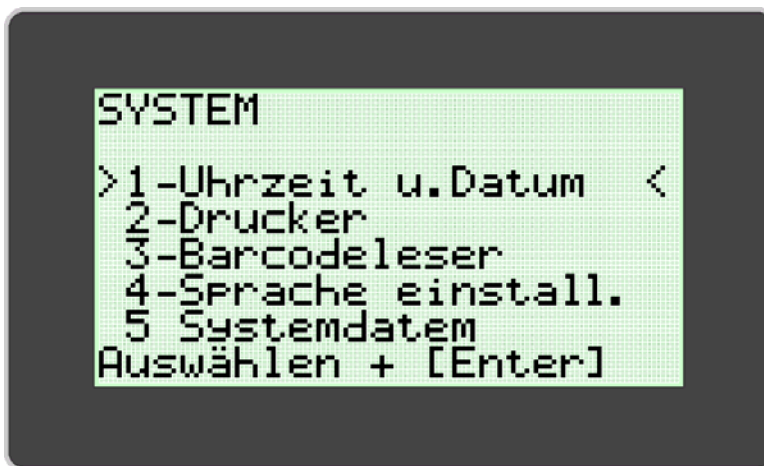 SYSTEM
>1-Uhrzeit u.Datum <
2-Drucker
3-Barcodeleser
4-Sprache einstall.
5 Systemdatem
Auswählen + [Enter]